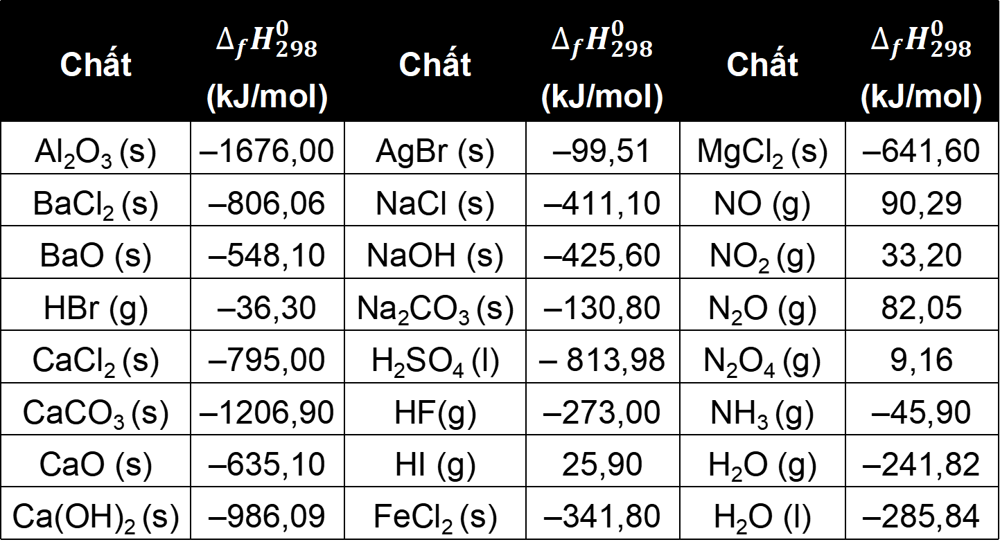 Chất Δ_f H⁰₂₉₈ (kJ/mol) Chất Δ_f H⁰₂₉₈ (kJ/mol) Chất Δ_f H⁰₂₉₈ (kJ/mol)
Al₂O₃ (s) –1676,00 AgBr (s) –99,51 MgCl₂ (s) –641,60
BaCl₂ (s) –806,06 NaCl (s) –411,10 NO (g) 90,29
BaO (s) –548,10 NaOH (s) –425,60 NO₂ (g) 33,20
HBr (g) –36,30 Na₂CO₃ (s) –130,80 N₂O (g) 82,05
CaCl₂ (s) –795,00 H₂SO₄ (l) – 813,98 N₂O₄ (g) 9,16
CaCO₃ (s) –1206,90 HF(g) –273,00 NH₃ (g) –45,90
CaO (s) –635,10 HI (g) 25,90 H₂O (g) –241,82
Ca(OH)₂ (s) –986,09 FeCl₂ (s) –341,80 H₂O (l) –285,84